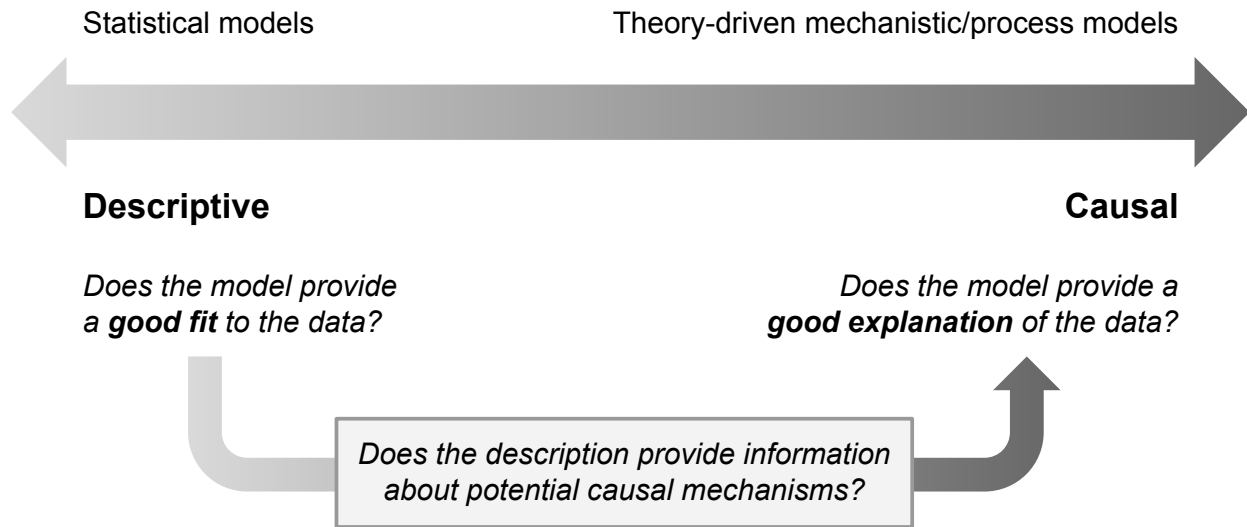 Statistical models
Theory-driven mechanistic/process models
Descriptive
Causal
Does the model provide
a good fit to the data?
Does the model provide a
good explanation of the data?
Does the description provide information
about potential causal mechanisms?